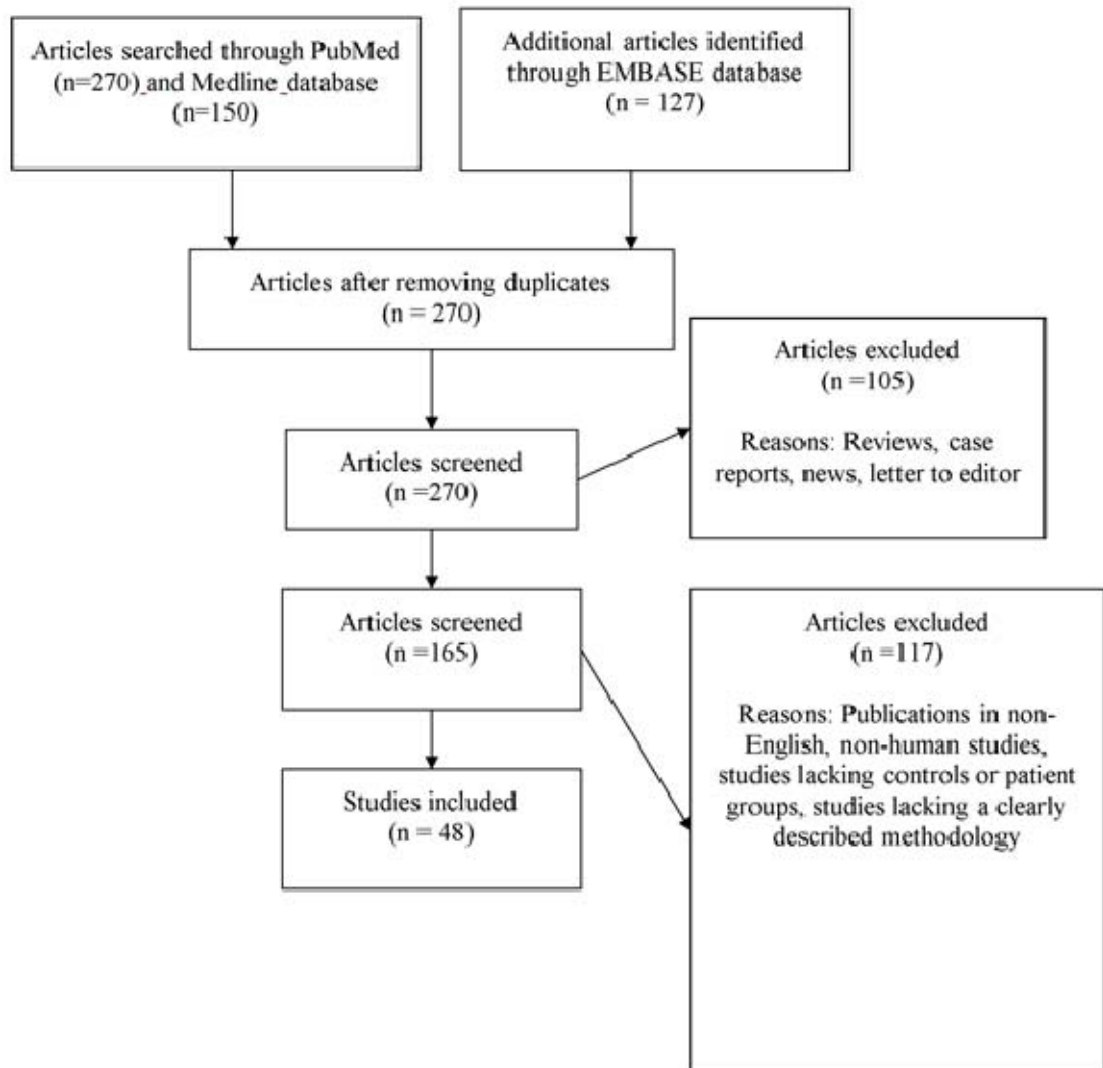 Articles searched through PubMed
(n=270) and Medline database
(n=150)
Additional articles identified
through EMBASE database
(n = 127)
Articles after removing duplicates
(n = 270)
Articles screened
(n =270)
Articles excluded
(n =105)
Reasons: Reviews, case
reports, news, letter to editor
Articles screened
(n =165)
Articles excluded
(n =117)
Reasons: Publications in non-
English, non-human studies,
studies lacking controls or patient
groups, studies lacking a clearly
described methodology
Studies included
(n = 48)